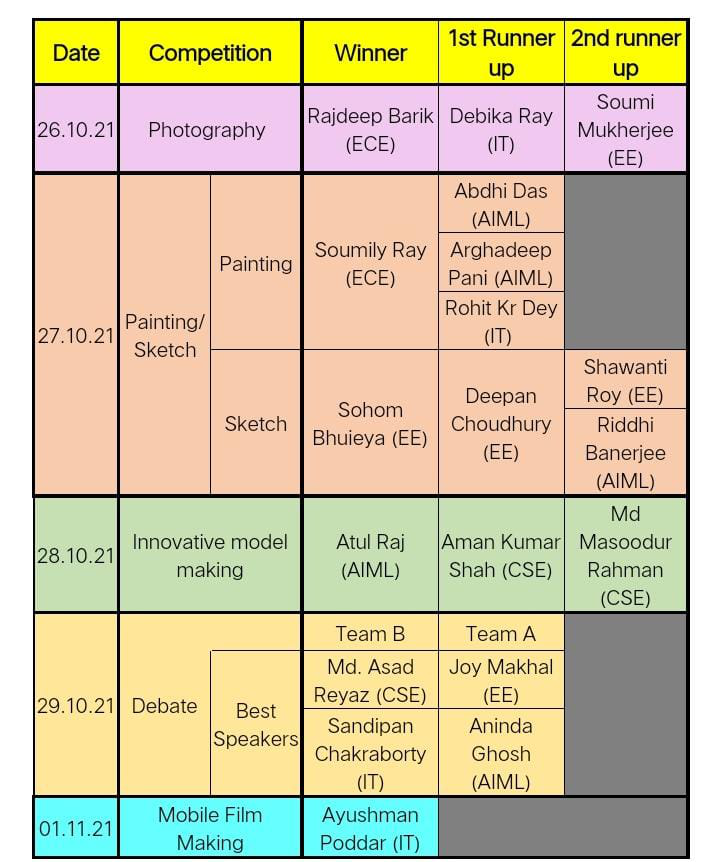 Date Competition Winner 1st Runner up 2nd runner up
26.10.21 Photography Rajdeep Barik (ECE) Debika Ray (IT) Soumi Mukherjee (EE)
27.10.21 Painting/ Sketch
Painting Soumily Ray (ECE) Abdhi Das (AIML)
Arghadeep Pani (AIML)
Rohit Kr Dey (IT)
Sketch Sohom Bhuieya (EE) Deepan Choudhury (EE) Shawanti Roy (EE)
Riddhi Banerjee (AIML)
28.10.21 Innovative model making Atul Raj (AIML) Aman Kumar Shah (CSE) Md Masoodur Rahman (CSE)
29.10.21 Debate Team B Team A
Best Speakers Md. Asad Reyaz (CSE) Joy Makhal (EE)
Sandipan Chakraborty (IT) Aninda Ghosh (AIML)
01.11.21 Mobile Film Making Ayushman Poddar (IT)